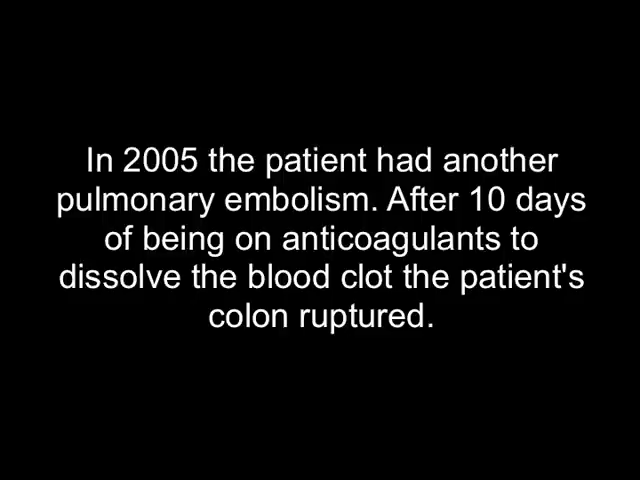 In 2005 the patient had another
pulmonary embolism. After 10 days
of being on anticoagulants to
dissolve the blood clot the patient's
colon ruptured.